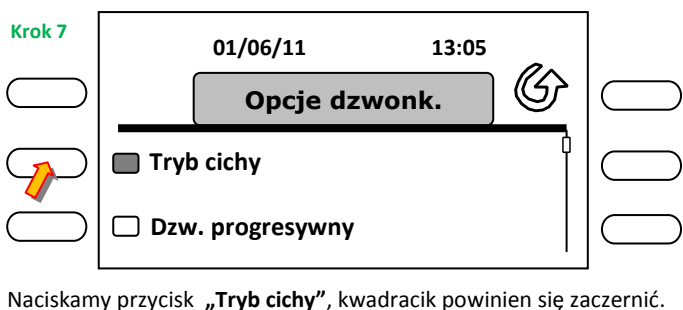 Krok 7
01/06/11 13:05
Opcje dzwonk.
Tryb cichy
Dzw. progresywny
Naciskamy przycisk „Tryb cichy”, kwadracik powinien się zaczernić.